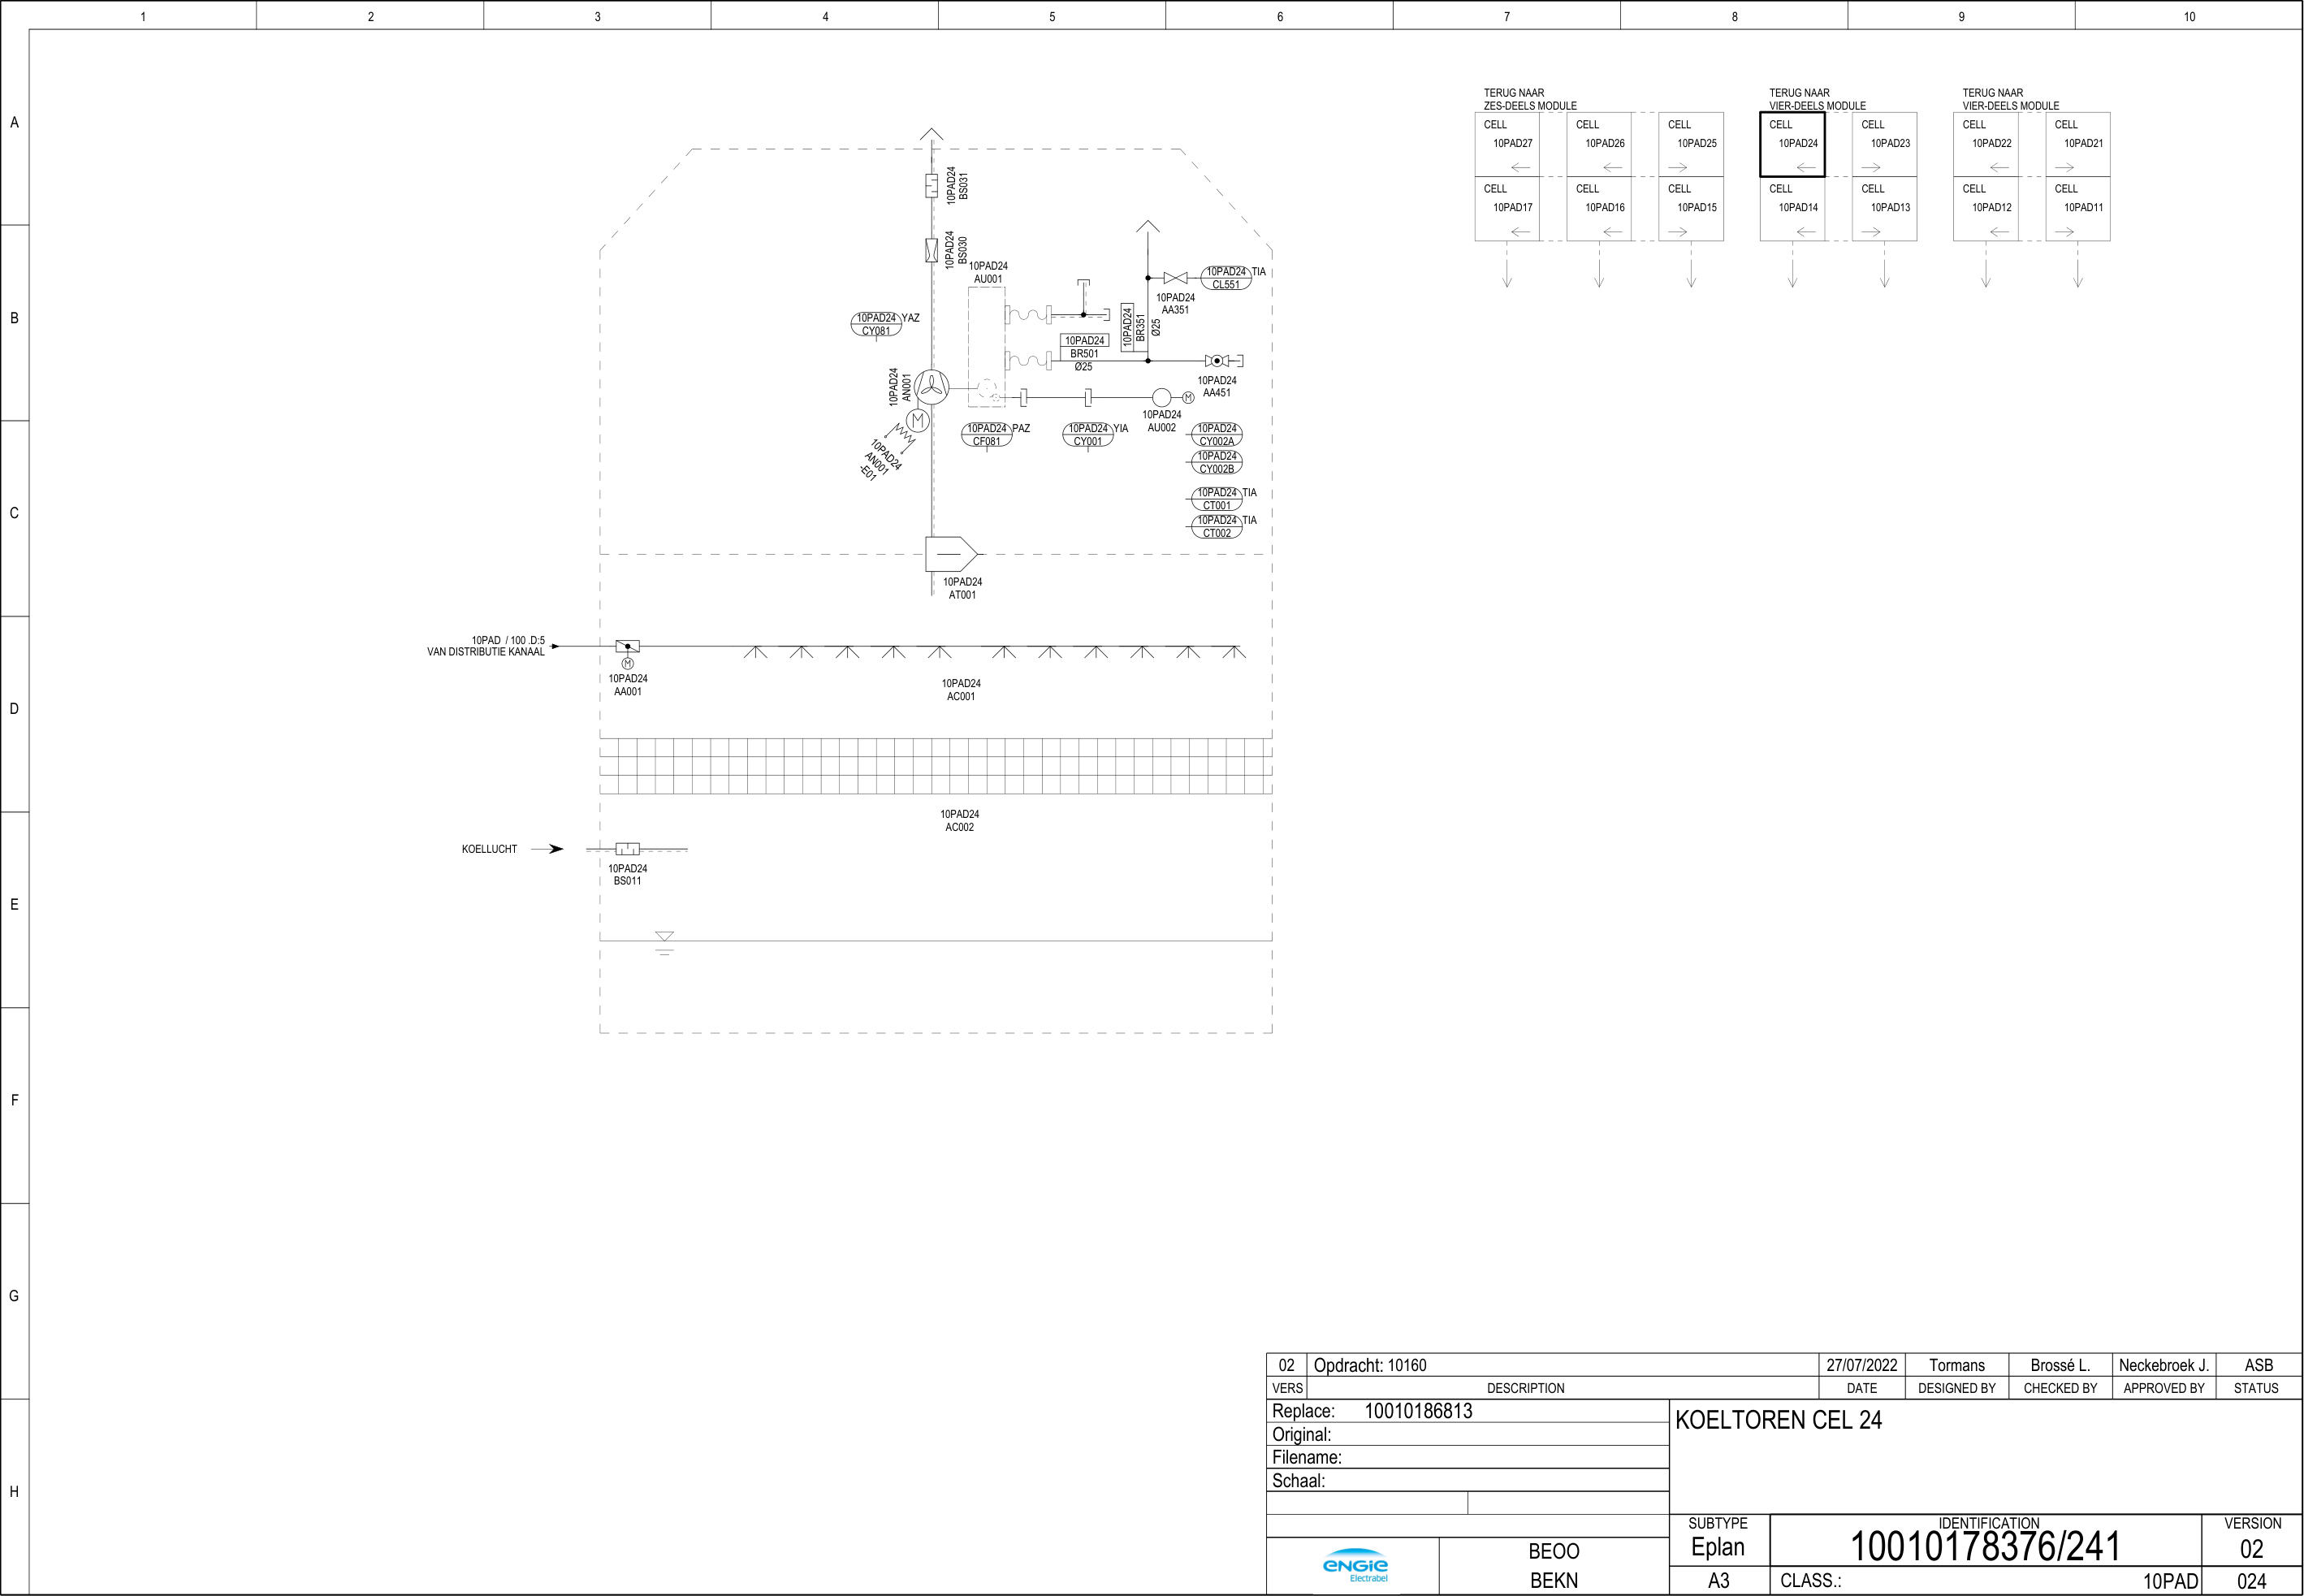 1 2 3 4 5 6 7 8 9 10
A
B
C
D
E
F
G
H
TERUG NAAR
ZES-DEELS MODULE
TERUG NAAR
VIER-DEELS MODULE
TERUG NAAR
VIER-DEELS MODULE
CELL
10PAD27
CELL
10PAD26
CELL
10PAD25
CELL
10PAD24
CELL
10PAD23
CELL
10PAD22
CELL
10PAD21
CELL
10PAD17
CELL
10PAD16
CELL
10PAD15
CELL
10PAD14
CELL
10PAD13
CELL
10PAD12
CELL
10PAD11
10PAD24
BS031
10PAD24
BS030
10PAD24
AU001
10PAD24 TIA
CL551
10PAD24
AA351
10PAD24
BR351
Ø25
10PAD24 YAZ
CY081
10PAD24
BR501
Ø25
10PAD24
AN001
10PAD24
AA451
M
M
10PAD24
AU002
10PAD24
AN001
-E01
10PAD24 PAZ
CF081
10PAD24 YIA
CY001
10PAD24
CY002A
10PAD24
CY002B
10PAD24 TIA
CT001
10PAD24 TIA
CT002
10PAD24
AT001
10PAD / 100 .D:5
VAN DISTRIBUTIE KANAAL
M
10PAD24
AA001
10PAD24
AC001
10PAD24
AC002
KOELLUCHT
10PAD24
BS011
02 Opdracht: 10160 27/07/2022 Tormans Brossé L. Neckebroek J. ASB
VERS DESCRIPTION DATE DESIGNED BY CHECKED BY APPROVED BY STATUS
Replace: 10010186813
Original:
Filename:
Schaal:
KOELTOREN CEL 24
ENGIE
Electrabel
BEOO
BEKN
SUBTYPE
Eplan
A3
IDENTIFICATION
10010178376/241
CLASS.: 10PAD
VERSION
02
024